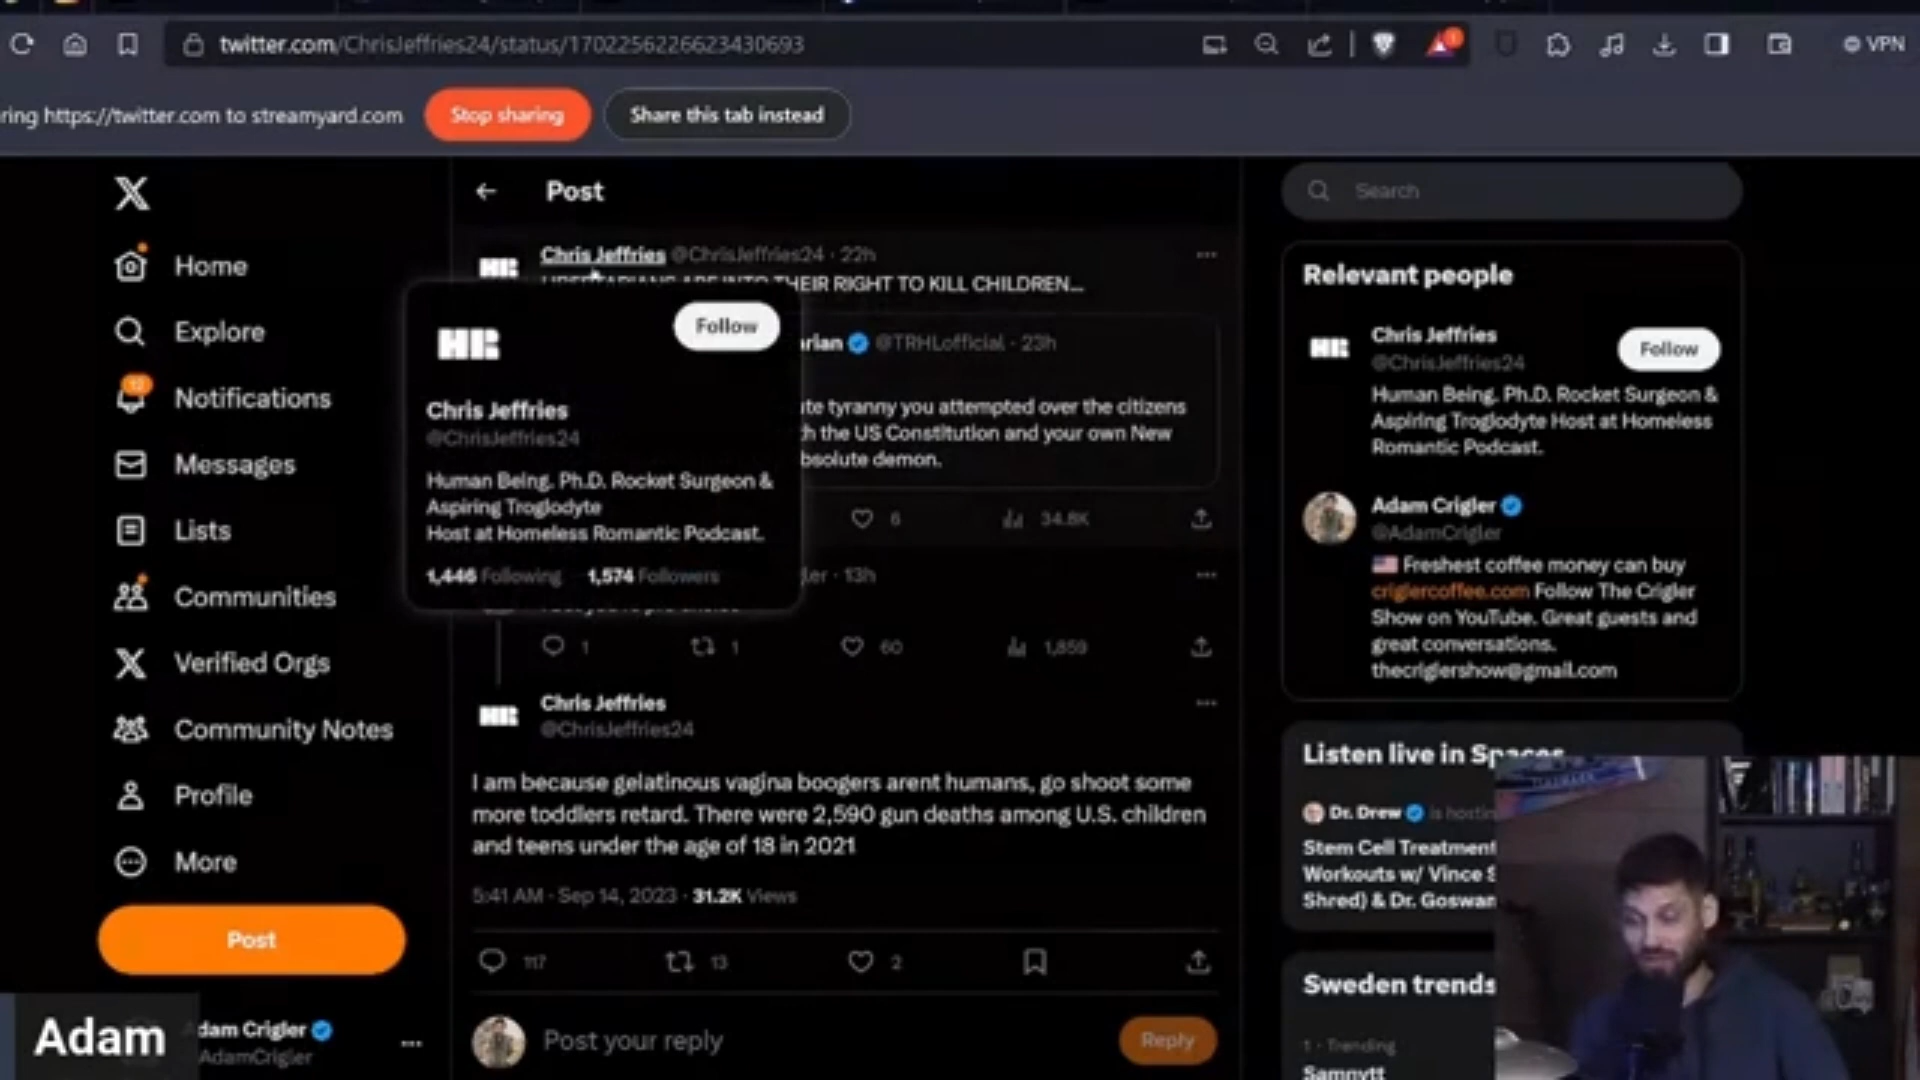 twitter.com/ChrisJeffries24/status/1702256226623430693
VPN
ring https://twitter.com to streamyard.com
Stop sharing
Share this tab instead
X
Home
Explore
Notifications
Messages
Lists
Communities
Verified Orgs
Community Notes
Profile
More
Post
Adam
dam Crigler
AdamCrigler
Post
Chris Jeffries @ChrisJeffries24 · 22h
THEIR RIGHT TO KILL CHILDREN...
rian @TRHLofficial · 23h
te tyranny you attempted over the citizens
h the US Constitution and your own New
bsolute demon.
6 34.8K
HR
Follow
Chris Jeffries
@ChrisJeffries24
Human Being. Ph.D. Rocket Surgeon &
Aspiring Troglodyte
Host at Homeless Romantic Podcast.
1,446 Following 1,574 Followers
ler · 13h
1 1 60 1,859
Chris Jeffries
@ChrisJeffries24
I am because gelatinous vagina boogers arent humans, go shoot some
more toddlers retard. There were 2,590 gun deaths among U.S. children
and teens under the age of 18 in 2021
5:41 AM · Sep 14, 2023 · 31.2K Views
117 13 2
Post your reply
Reply
Search
Relevant people
HR
Chris Jeffries
@ChrisJeffries24
Follow
Human Being. Ph.D. Rocket Surgeon &
Aspiring Troglodyte Host at Homeless
Romantic Podcast.
Adam Crigler
@AdamCrigler
Freshest coffee money can buy
criglercoffee.com Follow The Crigler
Show on YouTube. Great guests and
great conversations.
thecriglershow@gmail.com
Listen live in Spaces
Dr. Drew is hostin
Stem Cell Treatment
Workouts w/ Vince S
Shred) & Dr. Goswam
Sweden trends
1 · Trending
Samnytt